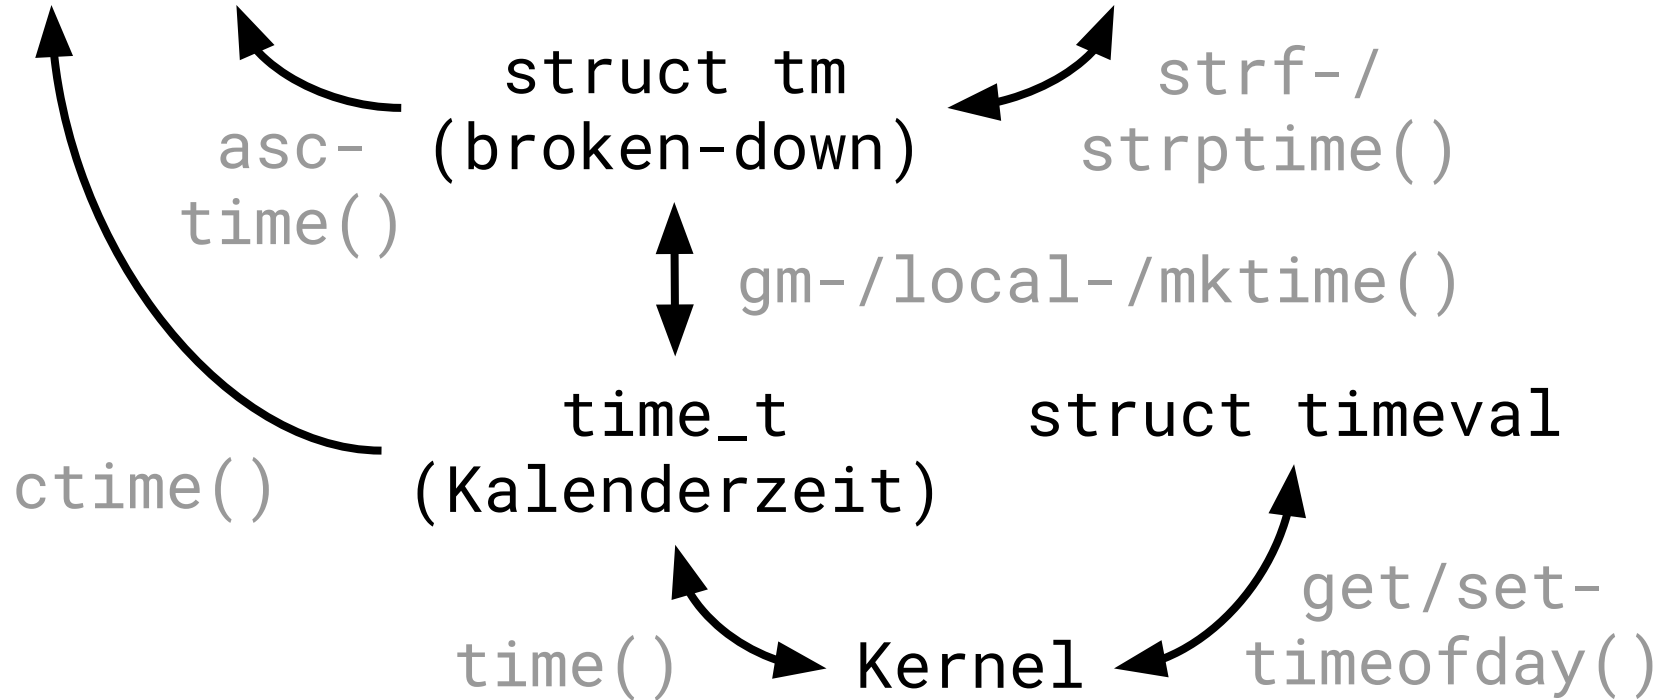 struct tm
(broken-down)
strf-/
strptime()
asc-
time()
gm-/local-/mktime()
time_t
(Kalenderzeit)
struct timeval
ctime()
get/set-
timeofday()
time()
Kernel